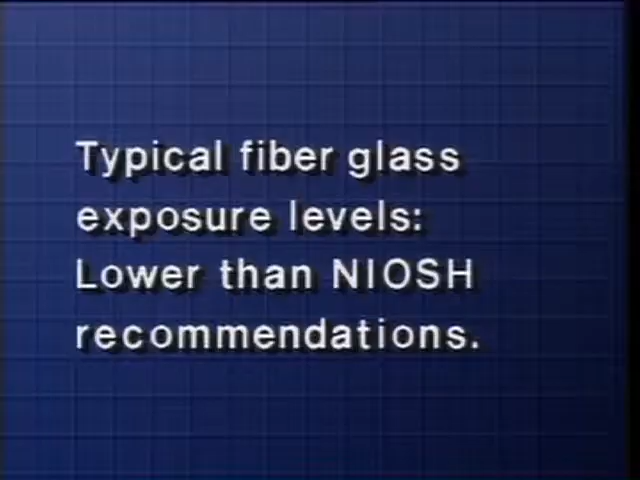 Typical fiber glass
exposure levels:
Lower than NIOSH
recommendations.